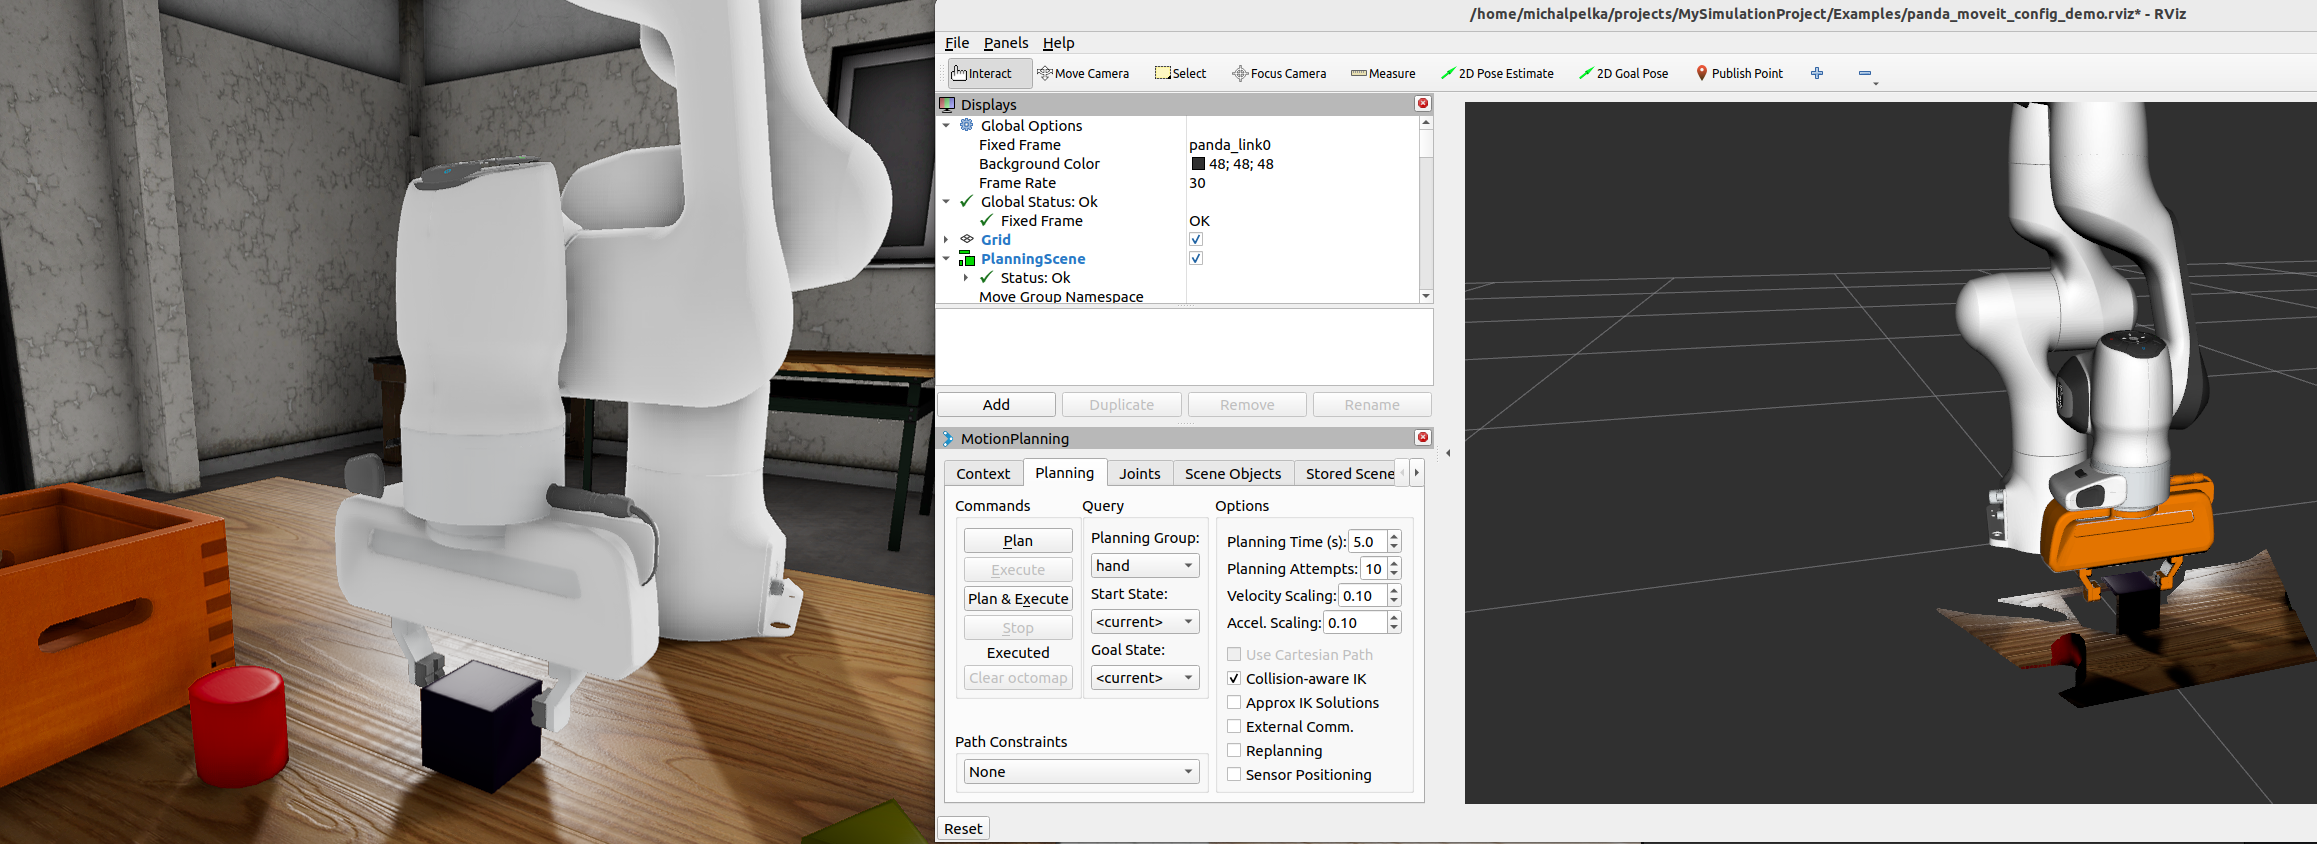 /home/michalpelka/projects/MySimulationProject/Examples/panda_moveit_config_demo.rviz* - RViz
File Panels Help
Interact Move Camera Select Focus Camera Measure 2D Pose Estimate 2D Goal Pose Publish Point
Displays
Global Options
Fixed Frame panda_link0
Background Color 48; 48; 48
Frame Rate 30
Global Status: Ok
Fixed Frame OK
Grid
PlanningScene
Status: Ok
Move Group Namespace
Add Duplicate Remove Rename
MotionPlanning
Context Planning Joints Scene Objects Stored Scene
Commands Query Options
Plan
Execute
Plan & Execute
Stop
Executed
Clear octomap
Planning Group:
hand
Start State:
<current>
Goal State:
<current>
Planning Time (s): 5.0
Planning Attempts: 10
Velocity Scaling: 0.10
Accel. Scaling: 0.10
Use Cartesian Path
Collision-aware IK
Approx IK Solutions
External Comm.
Replanning
Sensor Positioning
Path Constraints
None
Reset